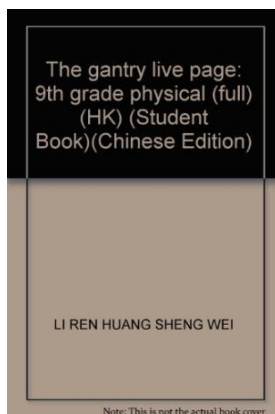 The gantry live page:
9th grade physical (full)
(HK) (Student
Book)(Chinese Edition)
LI REN HUANG SHENG WEI
Note: This is not the actual book cover